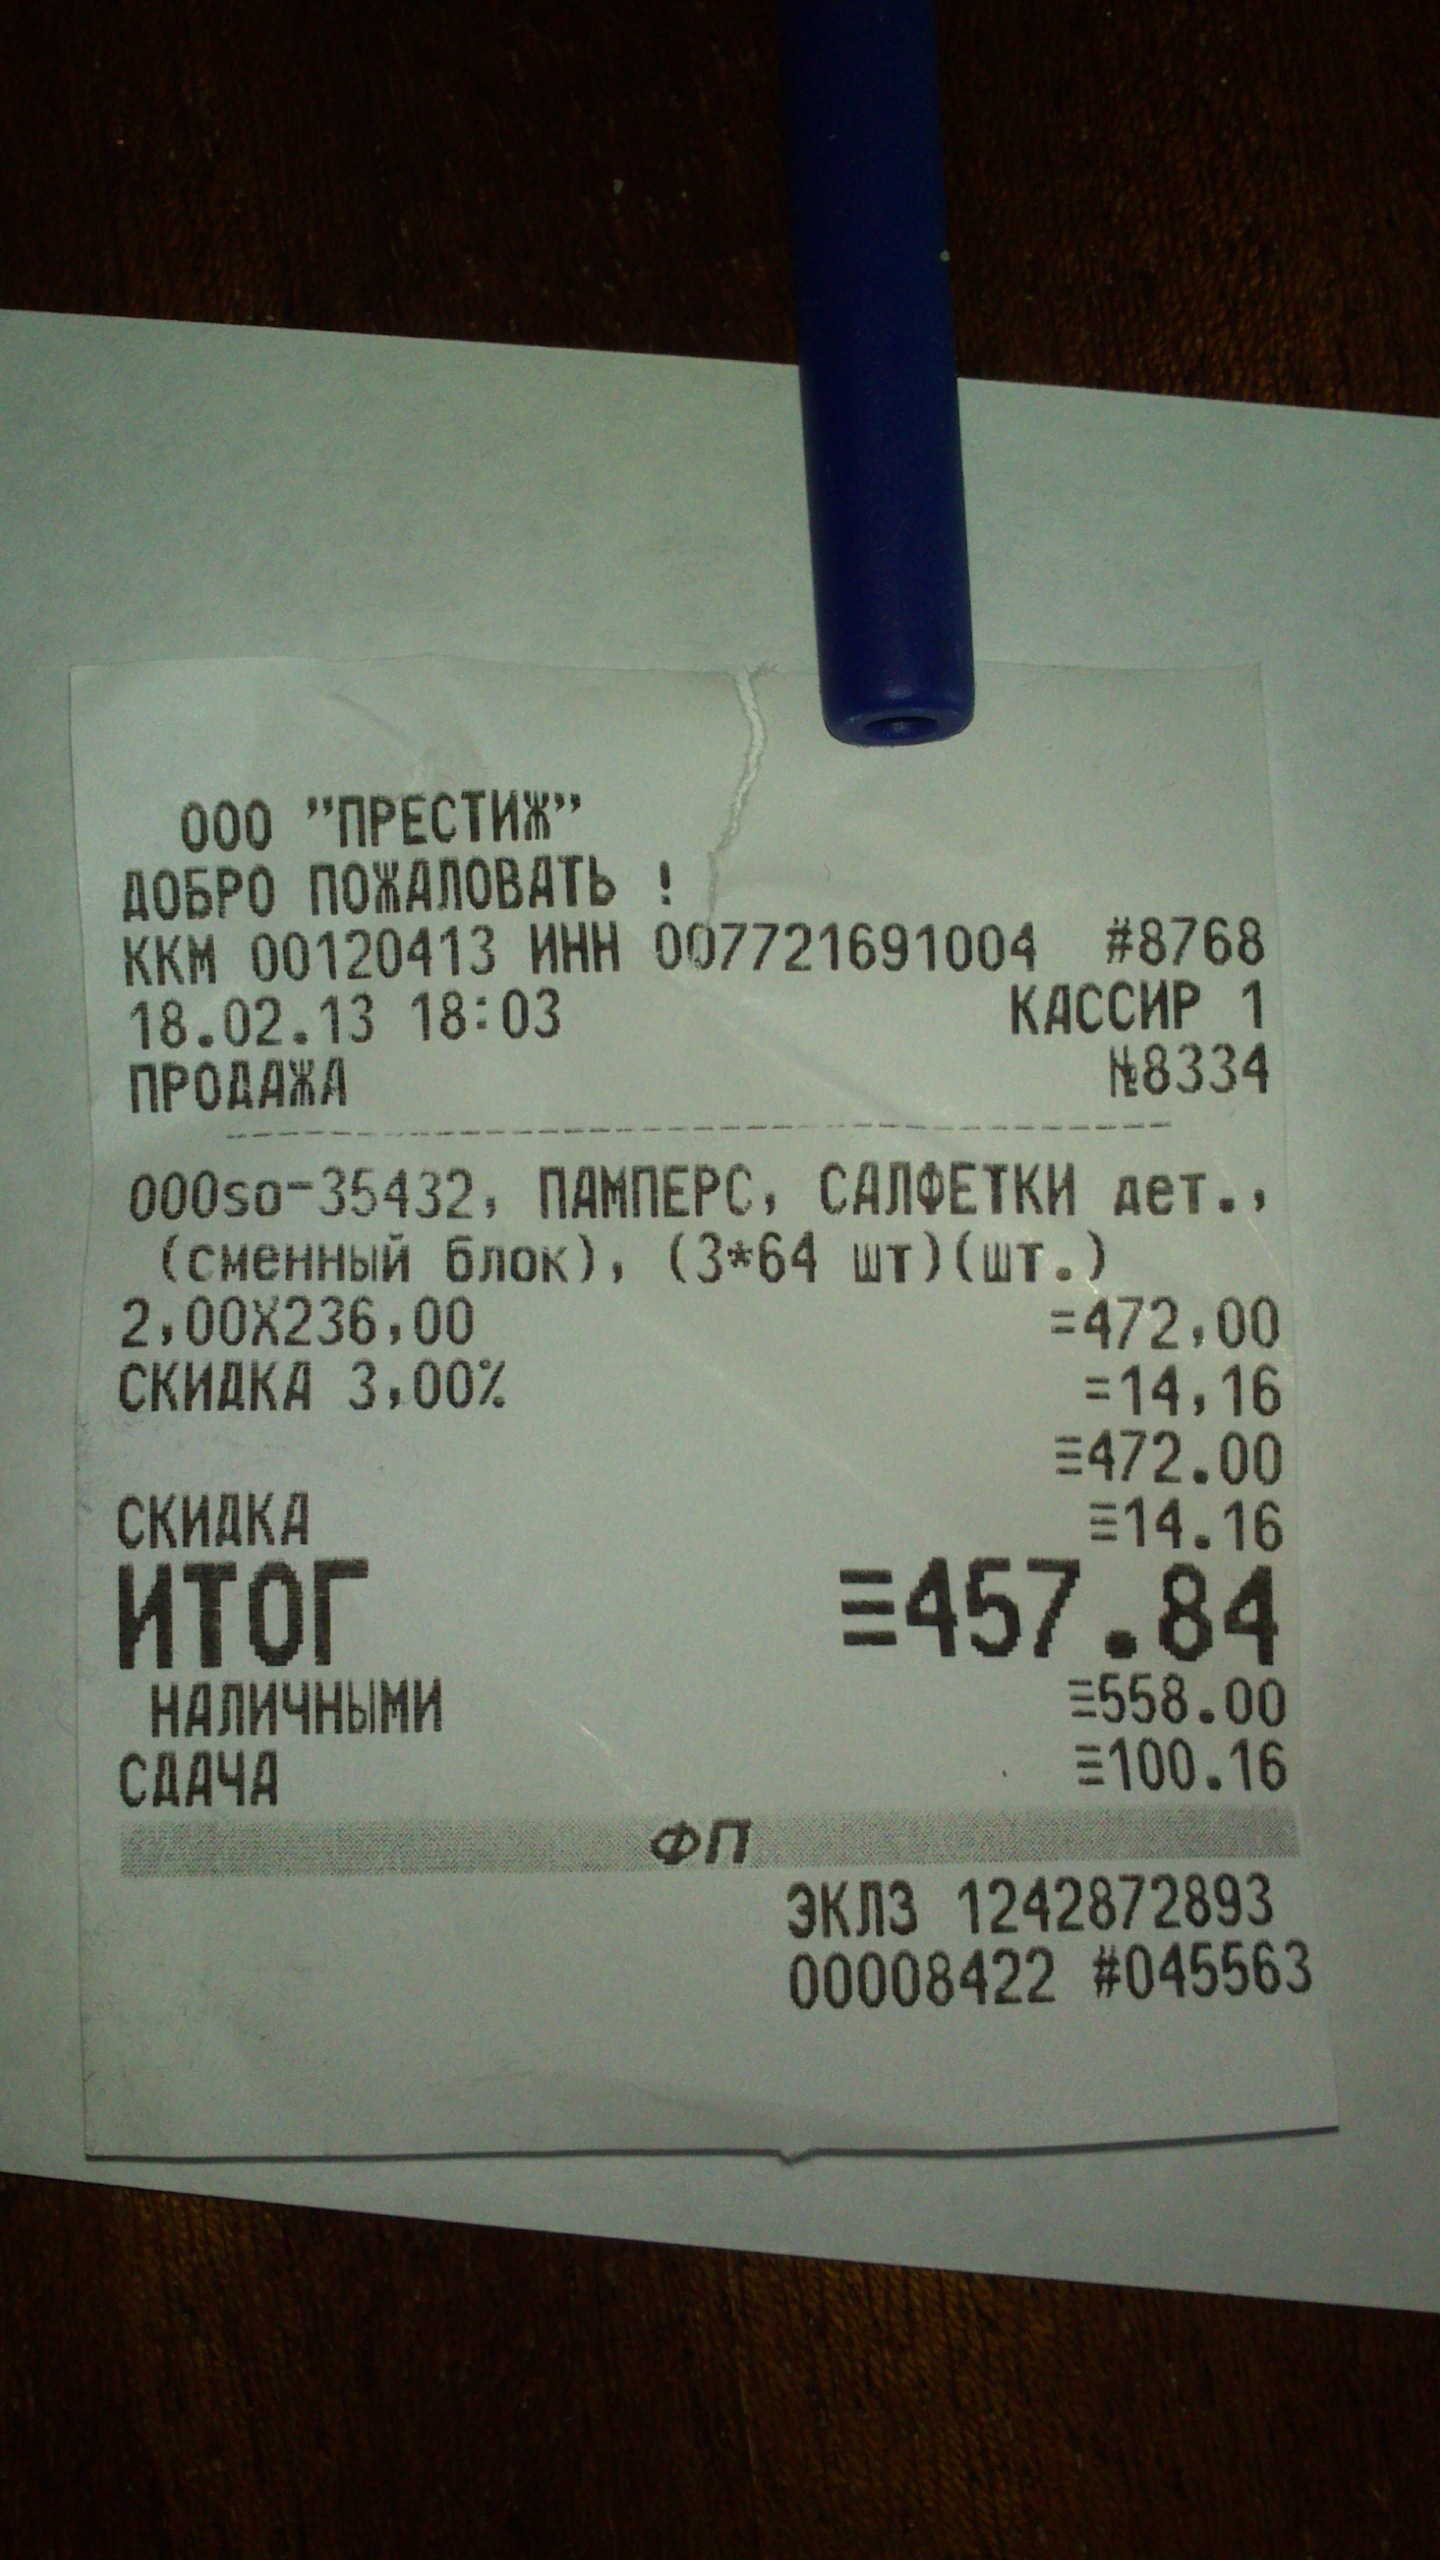 ООО "ПРЕСТИЖ"
ДОБРО ПОЖАЛОВАТЬ !
ККМ 00120413 ИНН 007721691004 #8768
18.02.13 18:03 КАССИР 1
ПРОДАЖА №8334
000so-35432, ПАМПЕРС, САЛФЕТКИ дет.,
(сменный блок), (3*64 шт)(шт.)
2,00X236,00 =472,00
СКИДКА 3,00% =14,16
≡472.00
СКИДКА ≡14.16
ИТОГ ≡457.84
НАЛИЧНЫМИ ≡558.00
СДАЧА ≡100.16
ФП
ЭКЛЗ 1242872893
00008422 #045563